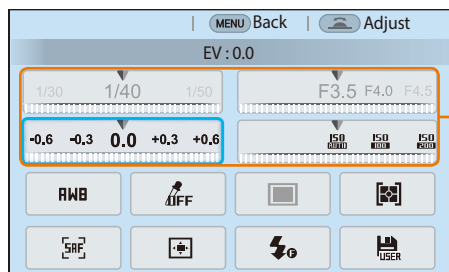 MENU Back Adjust
EV : 0.0
1/30 1/40 1/50 F3.5 F4.0 F4.5
-0.6 -0.3 0.0 +0.3 +0.6 ISO AUTO ISO 100 ISO 200
AWB OFF
SAF USER